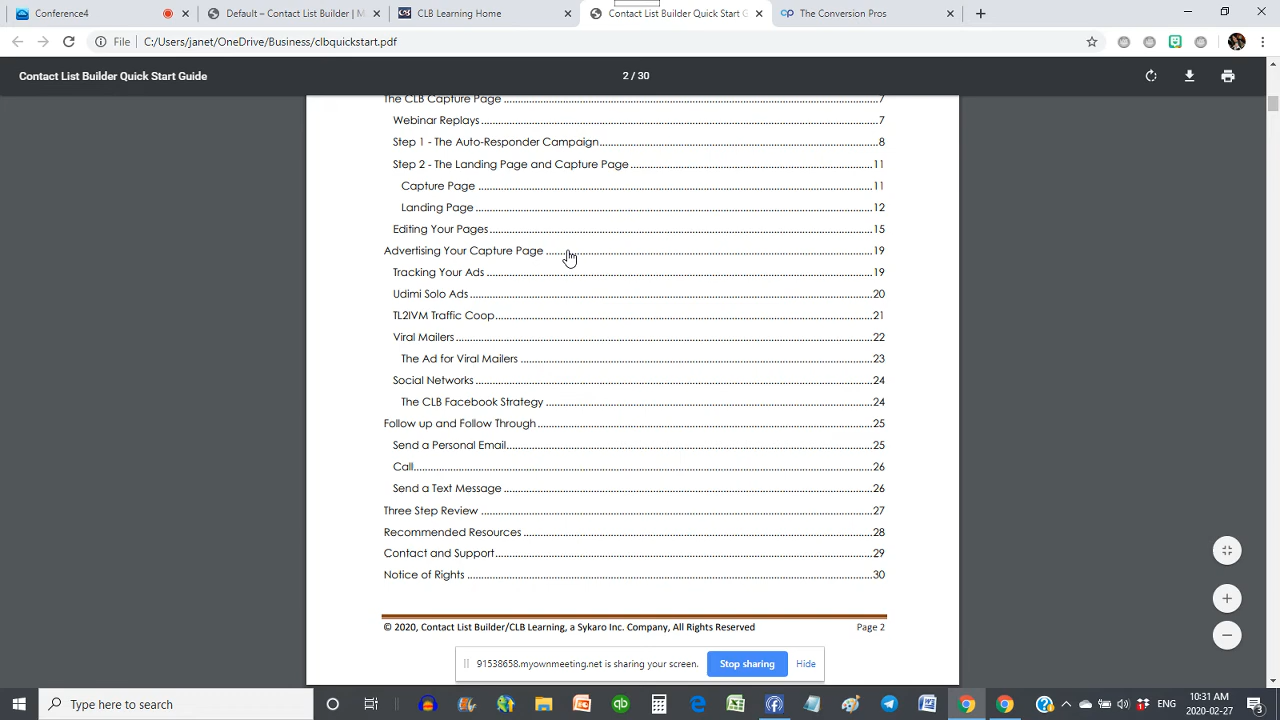 Conference4
Default – Contact List Builder | M
CLB Learning Home
Contact List Builder Quick Start G
The Conversion Pros
File C:/Users/janet/OneDrive/Business/clbquickstart.pdf
Contact List Builder Quick Start Guide
2 / 30
The CLB Capture Page 7
Webinar Replays 7
Step 1 - The Auto-Responder Campaign 8
Step 2 - The Landing Page and Capture Page 11
Capture Page 11
Landing Page 12
Editing Your Pages 15
Advertising Your Capture Page 19
Tracking Your Ads 19
Udimi Solo Ads 20
TL2IVM Traffic Coop 21
Viral Mailers 22
The Ad for Viral Mailers 23
Social Networks 24
The CLB Facebook Strategy 24
Follow up and Follow Through 25
Send a Personal Email 25
Call 26
Send a Text Message 26
Three Step Review 27
Recommended Resources 28
Contact and Support 29
Notice of Rights 30
© 2020, Contact List Builder/CLB Learning, a Sykaro Inc. Company, All Rights Reserved Page 2
91538658.myownmeeting.net is sharing your screen. Stop sharing Hide
Type here to search
ENG
10:31 AM
2020-02-27